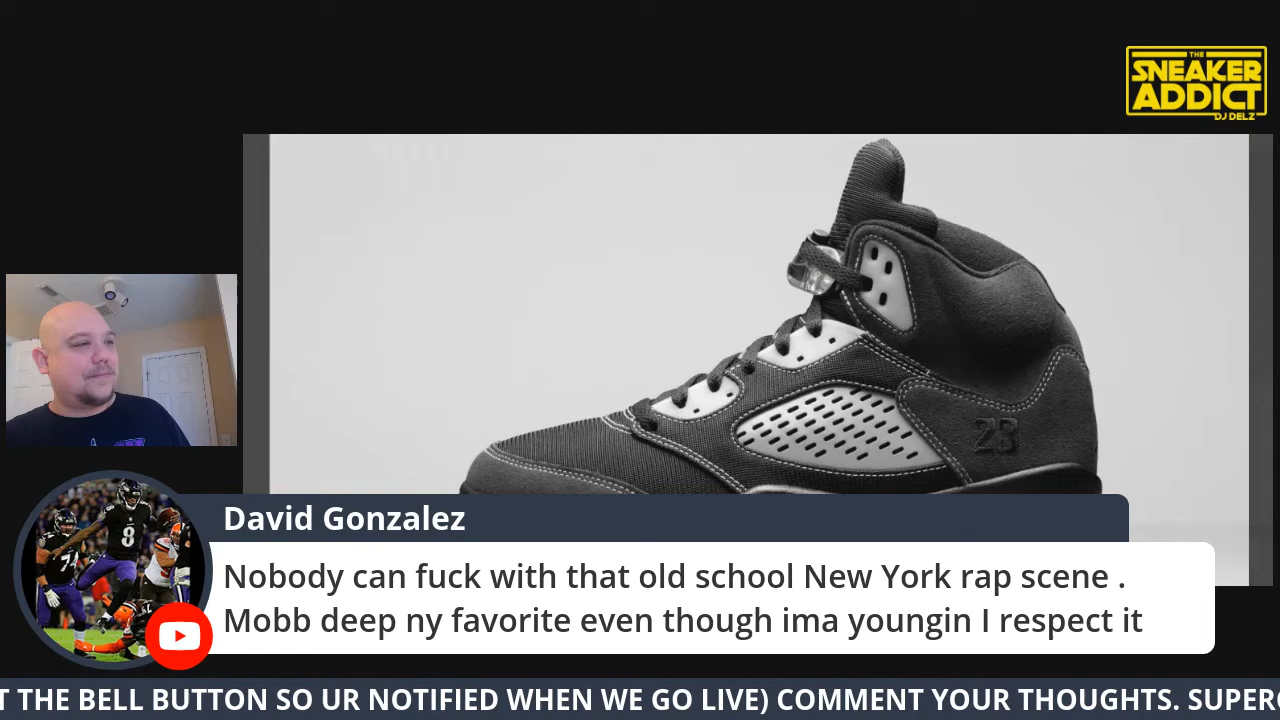 THE
SNEAKER
ADDICT
DJ DELZ
23
David Gonzalez
Nobody can fuck with that old school New York rap scene .
Mobb deep ny favorite even though ima youngin I respect it
T THE BELL BUTTON SO UR NOTIFIED WHEN WE GO LIVE) COMMENT YOUR THOUGHTS. SUPER